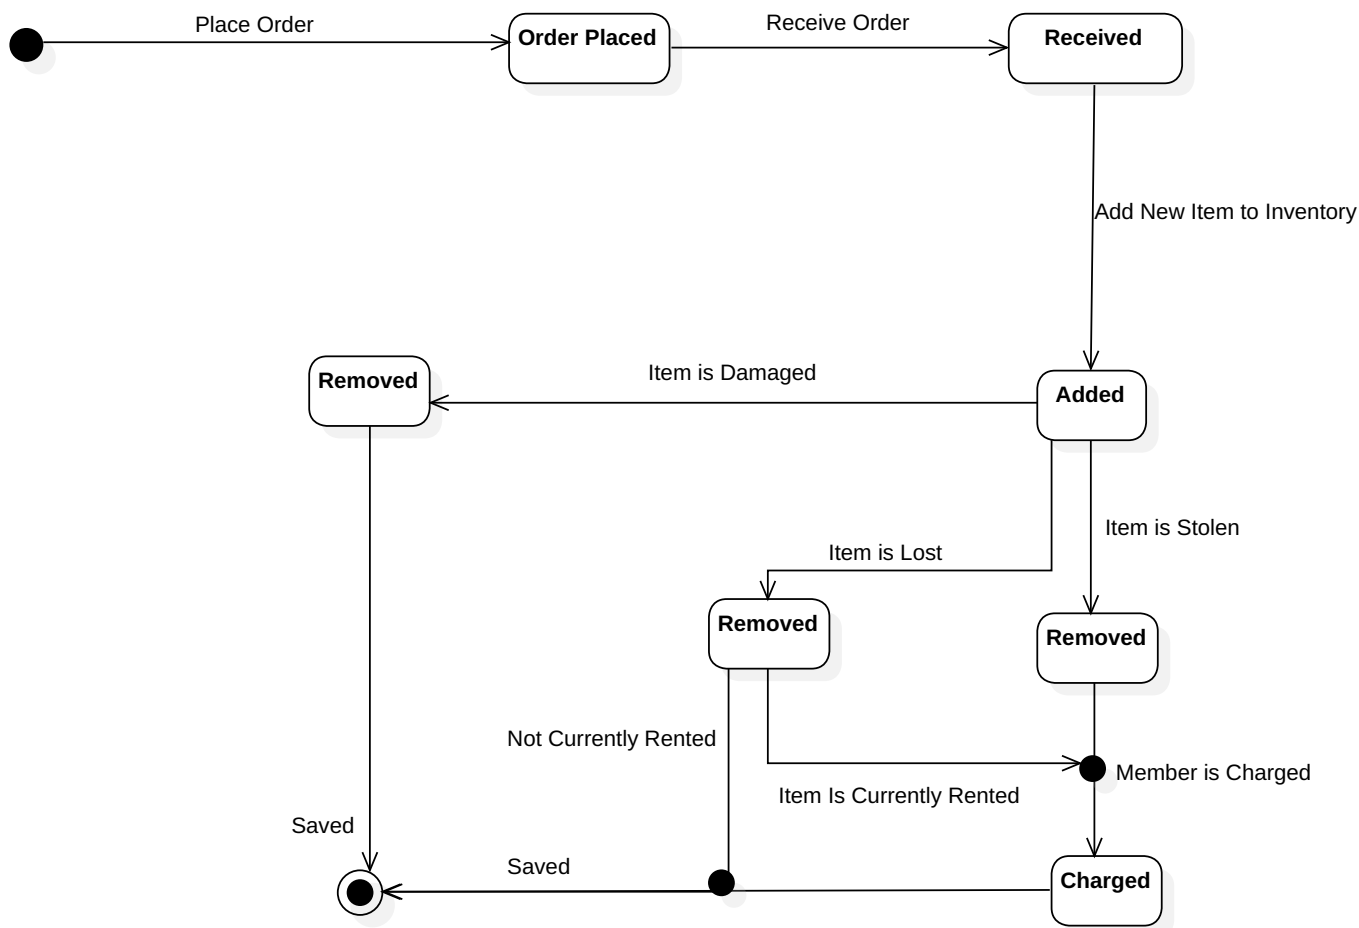 Place Order
Order Placed
Receive Order
Received
Add New Item to Inventory
Removed
Item is Damaged
Added
Item is Stolen
Item is Lost
Removed
Removed
Not Currently Rented
Member is Charged
Item Is Currently Rented
Saved
Saved
Charged